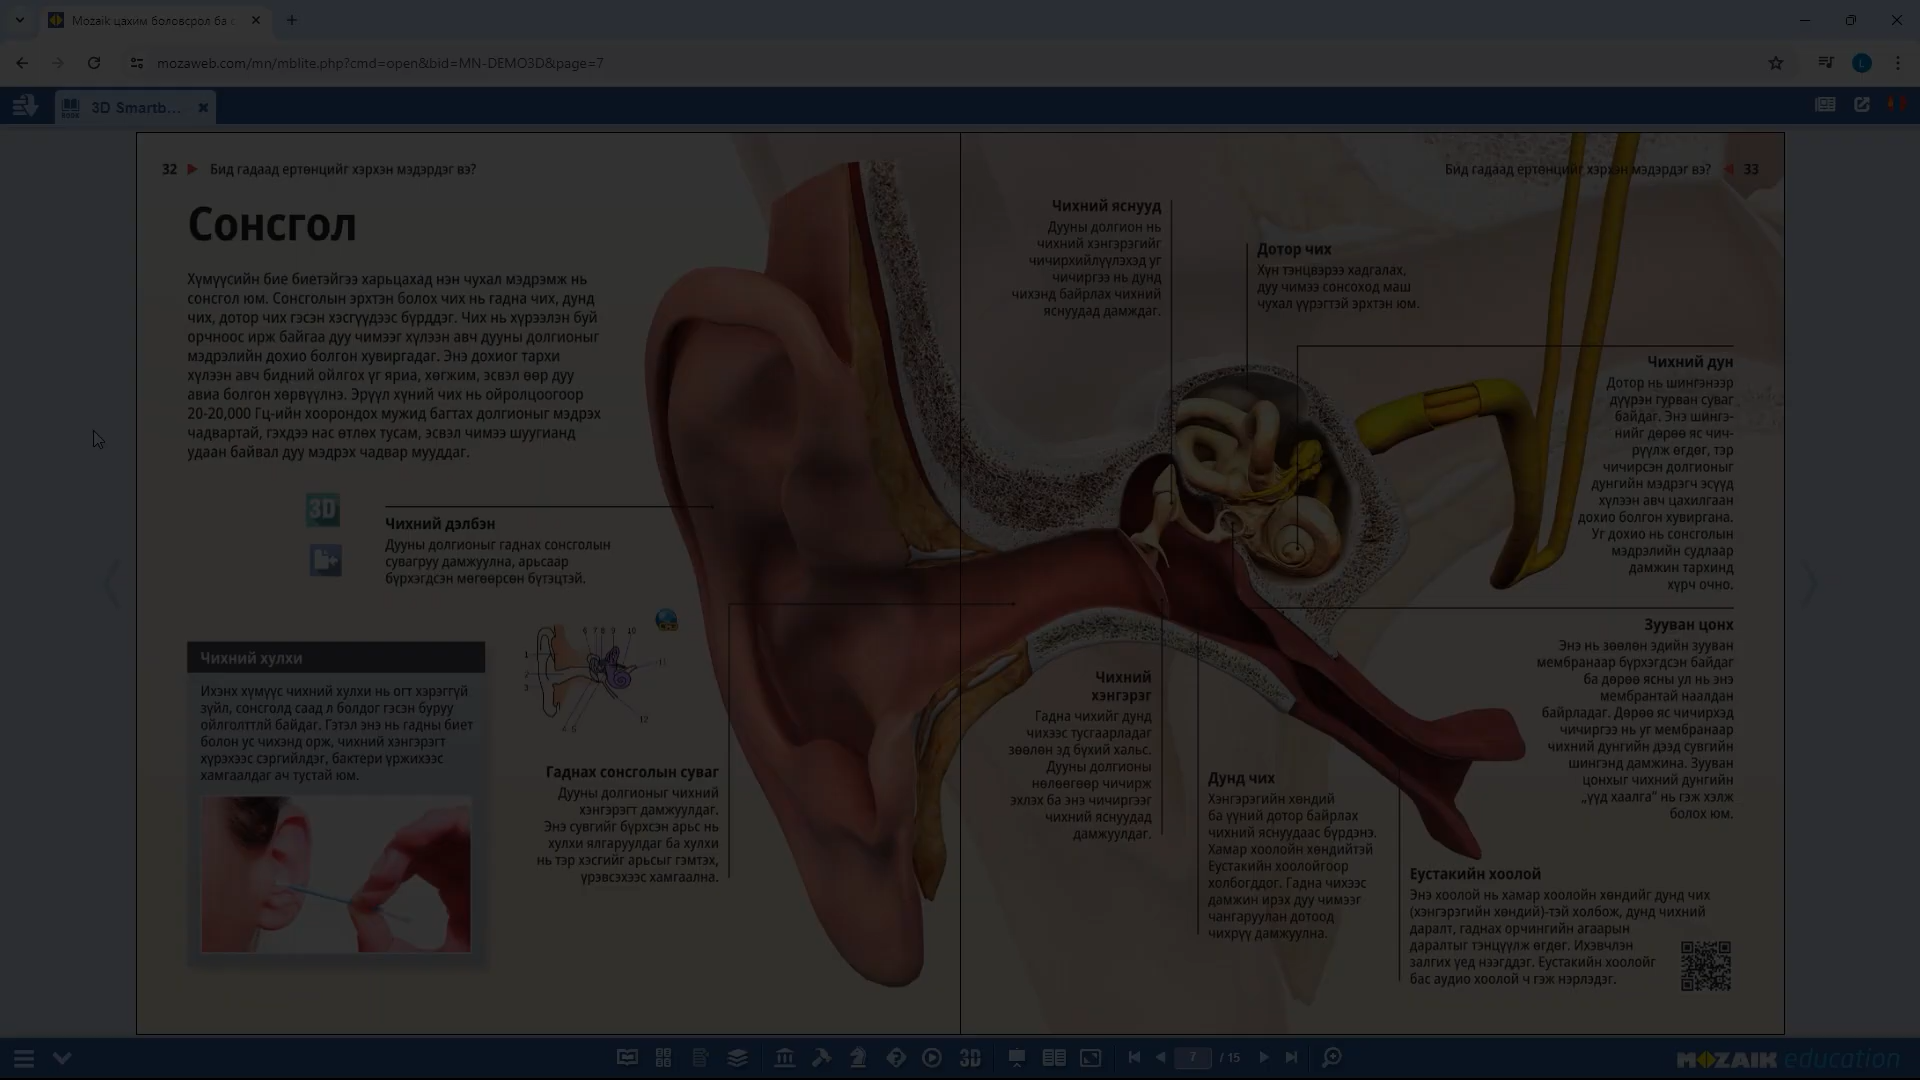 Mozaik цахим боловсрол ба с
mozaweb.com/mn/mblite.php?cmd=open&bid=MN-DEMO3D&page=7
3D Smartb...
32 Бид гадаад ертөнцийг хэрхэн мэдэрдэг вэ?
Сонсгол
Хүмүүсийн бие биетэйгээ харьцахад нэн чухал мэдрэмж нь
сонсгол юм. Сонсголын эрхтэн болох чих нь гадна чих, дунд
чих, дотор чих гэсэн хэсгүүдээс бүрддэг. Чих нь хүрээлэн буй
орчноос ирж байгаа дуу чимээг хүлээн авч дууны долгионыг
мэдрэлийн дохио болгон хувиргадаг. Энэ дохиог тархи
хүлээн авч бидний ойлгох үг яриа, хөгжим, эсвэл өөр дуу
авиа болгон хөрвүүлнэ. Эрүүл хүний чих нь ойролцоогоор
20-20,000 Гц-ийн хоорондох мужид багтах долгионыг мэдрэх
чадвартай, гэхдээ нас өтлөх тусам, эсвэл чимээ шуугианд
удаан байвал дуу мэдрэх чадвар мууддаг.
3D
Чихний дэлбэн
Дууны долгионыг гаднах сонсголын
сувагруу дамжуулна, арьсаар
бүрхэгдсэн мөгөөрсөн бүтэцтэй.
Чихний хулхи
Ихэнх хүмүүс чихний хулхи нь огт хэрэггүй
зүйл, сонсголд саад л болдог гэсэн буруу
ойлголттлй байдаг. Гэтэл энэ нь гадны биет
болон ус чихэнд орж, чихний хэнгэрэгт
хүрэхээс сэргийлдэг, бактери үржихээс
хамгаалдаг ач тустай юм.
6 7 8 9 10
1
11
2
3
12
4 5
Гаднах сонсголын суваг
Дууны долгионыг чихний
хэнгэрэгт дамжуулдаг.
Энэ сувгийг бүрхсэн арьс нь
хулхи ялгаруулдаг ба хулхи
нь тэр хэсгийг арьсыг гэмтэх,
үрэвсэхээс хамгаална.
Бид гадаад ертөнцийг хэрхэн мэдэрдэг вэ? 33
Чихний яснууд
Дууны долгион нь
чихний хэнгэрэгийг
чичирхийлүүлэхэд уг
чичиргээ нь дунд
чихэнд байрлах чихний
яснуудад дамждаг.
Дотор чих
Хүн тэнцвэрээ хадгалах,
дуу чимээ сонсоход маш
чухал үүрэгтэй эрхтэн юм.
Чихний дун
Дотор нь шингэнээр
дүүрэн гурван суваг
байдаг. Энэ шингэ-
нийг дөрөө яс чич-
рүүлж өгдөг, тэр
чичирсэн долгионыг
дунгийн мэдрэгч эсүүд
хүлээн авч цахилгаан
дохио болгон хувиргана.
Уг дохио нь сонсголын
мэдрэлийн судлаар
дамжин тархинд
хүрч очно.
Зууван цонх
Энэ нь зөөлөн эдийн зууван
мембранаар бүрхэгдсэн байдаг
ба дөрөө ясны ул нь энэ
мембрантай наалдан
байрладаг. Дөрөө яс чичирхэд
чичиргээ нь уг мембранаар
чихний дунгийн дээд сувгийн
шингэнд дамжина. Зууван
цонхыг чихний дунгийн
„үүд хаалга“ нь гэж хэлж
болох юм.
Чихний
хэнгэрэг
Гадна чихийг дунд
чихээс тусгаарладаг
зөөлөн эд бүхий хальс.
Дууны долгионы
нөлөөгөөр чичирж
эхлэх ба энэ чичиргээг
чихний яснуудад
дамжуулдаг.
Дунд чих
Хэнгэрэгийн хөндий
ба үүний дотор байрлах
чихний яснуудаас бүрдэнэ.
Хамар хоолойн хөндийтэй
Еустакийн хоолойгоор
холбогддог. Гадна чихээс
дамжин ирэх дуу чимээг
чангаруулан дотоод
чихрүү дамжуулна.
Еустакийн хоолой
Энэ хоолой нь хамар хоолойн хөндийг дунд чих
(хэнгэрэгийн хөндий)-тэй холбож, дунд чихний
даралт, гаднах орчингийн агаарын
даралтыг тэнцүүлж өгдөг. Ихэвчлэн
залгих үед нээгддэг. Еустакийн хоолойг
бас аудио хоолой ч гэж нэрлэдэг.
3D
7 / 15
MOZAIK education